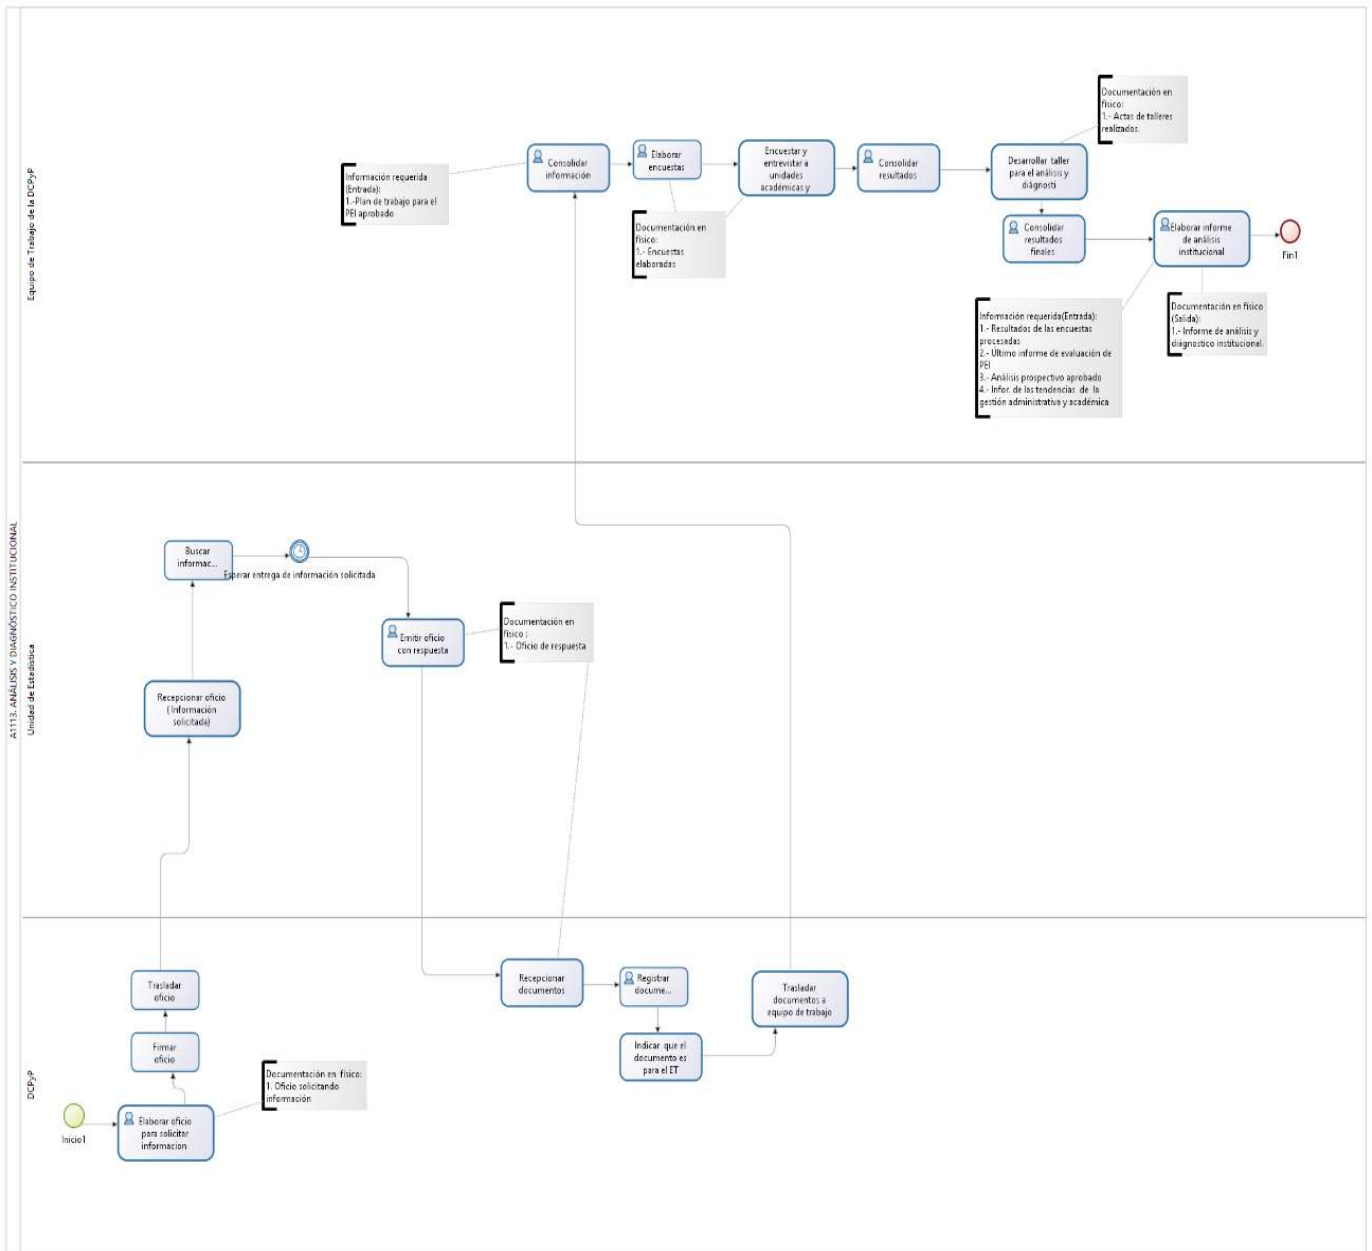 A1113. ANÁLISIS Y DIAGNÓSTICO INSTITUCIONAL
Equipo de Trabajo de la DCPyP
Información requerida
(Entrada):
1.-Plan de trabajo para el
PEI aprobado
Consolidar
información
Elaborar
encuestas
Documentación en
físico:
1.- Encuestas
elaboradas
Encuestar y
entrevistar a
unidades
académicas y
Consolidar
resultados
Desarrollar taller
para el análisis y
diágnosti
Documentación en
físico:
1.- Actas de talleres
realizados.
Consolidar
resultados
finales
Elaborar informe
de análisis
institucional
Fin1
Información requerida(Entrada):
1.- Resultados de las encuestas
procesadas
2.- Último informe de evaluación de
PEI
3.- Análisis prospectivo aprobado
4.- Infor. de las tendencias de la
gestión administrativa y académica
Documentación en físico
(Salida):
1.- Informe de análisis y
diágnostico institucional.
Unidad de Estadística
Buscar
informac...
Esperar entrega de información solicitada
Emitir oficio
con respuesta
Documentación en
físico :
1.- Oficio de respuesta
Recepcionar oficio
( Información
solicitada)
DCPyP
Trasladar
oficio
Firmar
oficio
Inicio1
Elaborar oficio
para solicitar
informacion
Documentación en físico:
1. Oficio solicitando
información
Recepcionar
documentos
Registrar
docume...
Indicar que el
documento es
para el ET
Trasladar
documentos a
equipo de trabajo